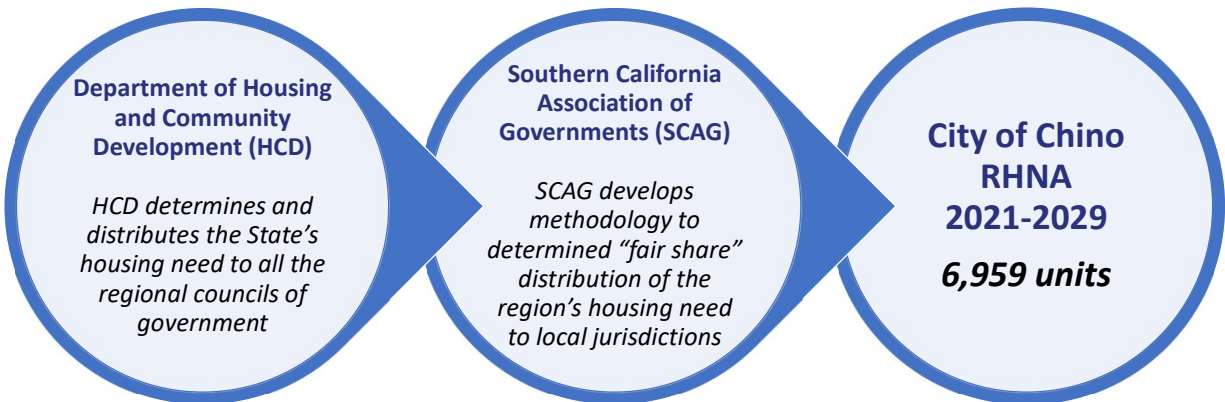 Department of Housing
and Community
Development (HCD)
HCD determines and
distributes the State’s
housing need to all the
regional councils of
government
Southern California
Association of
Governments (SCAG)
SCAG develops
methodology to
determined “fair share”
distribution of the
region’s housing need
to local jurisdictions
City of Chino
RHNA
2021-2029
6,959 units